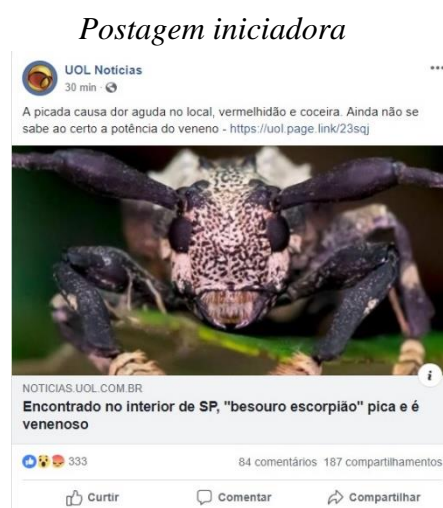 Postagem iniciadora
UOL Noticias
30 min ·
A picada causa dor aguda no local, vermelhidão e coceira. Ainda não se
sabe ao certo a potência do veneno - https://uol.page.link/23sqj
i
NOTICIAS.UOL.COM.BR
Encontrado no interior de SP, "besouro escorpião" pica e é
venenoso
333 84 comentários 187 compartilhamentos
Curtir Comentar Compartilhar